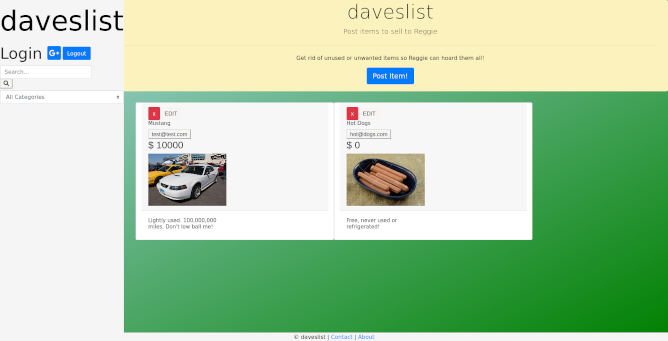 daveslist
Login G+ Logout
Search...
All Categories
daveslist
Post items to sell to Reggie
Get rid of unused or unwanted items so Reggie can hoard them all!
Post Item!
X EDIT
Mustang
test@test.com
$ 10000
Lightly used. 100,000,000
miles. Don't low ball me!
X EDIT
Hot Dogs
hot@dogs.com
$ 0
Free, never used or
refrigerated!
© daveslist | Contact | About